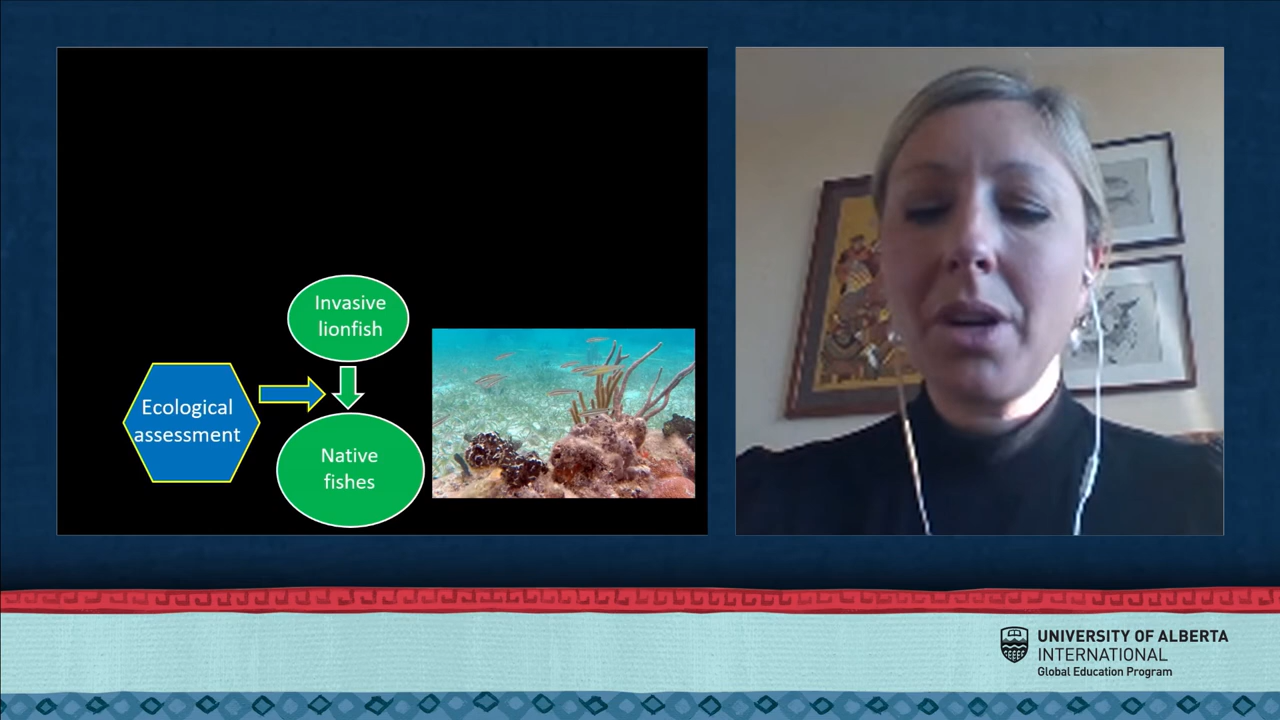 Invasive
lionfish
Ecological
assessment
Native
fishes
UNIVERSITY OF ALBERTA
INTERNATIONAL
Global Education Program